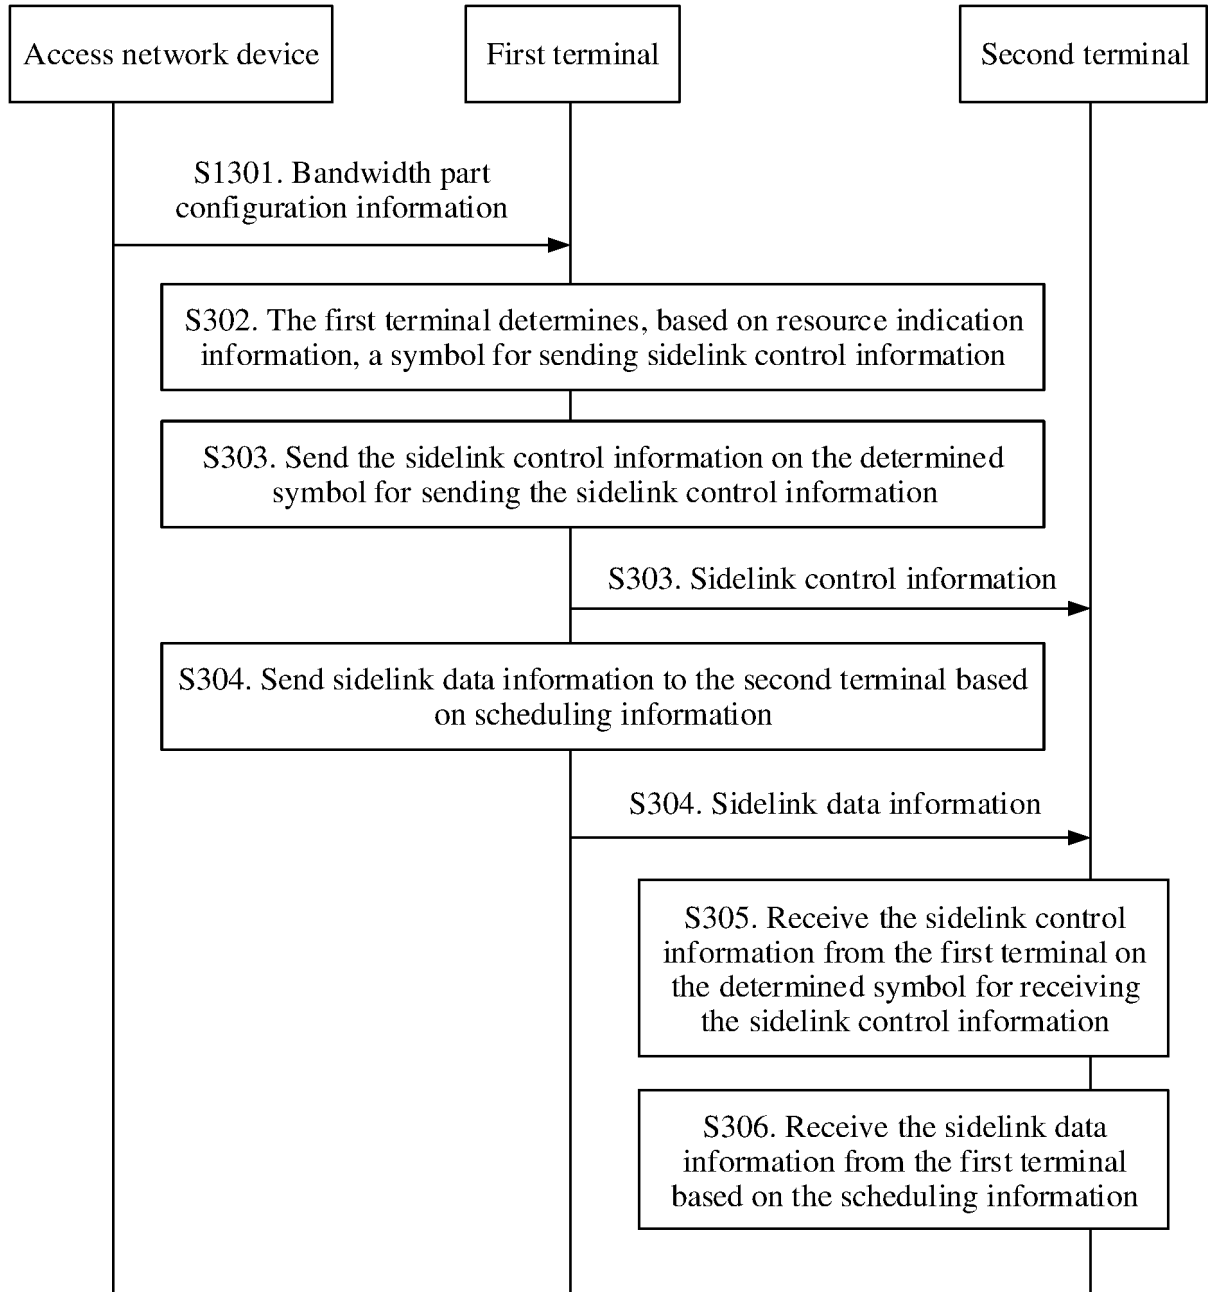 Access network device
First terminal
Second terminal
S1301. Bandwidth part
configuration information
S302. The first terminal determines, based on resource indication
information, a symbol for sending sidelink control information
S303. Send the sidelink control information on the determined
symbol for sending the sidelink control information
S303. Sidelink control information
S304. Send sidelink data information to the second terminal based
on scheduling information
S304. Sidelink data information
S305. Receive the sidelink control
information from the first terminal on
the determined symbol for receiving
the sidelink control information
S306. Receive the sidelink data
information from the first terminal
based on the scheduling information